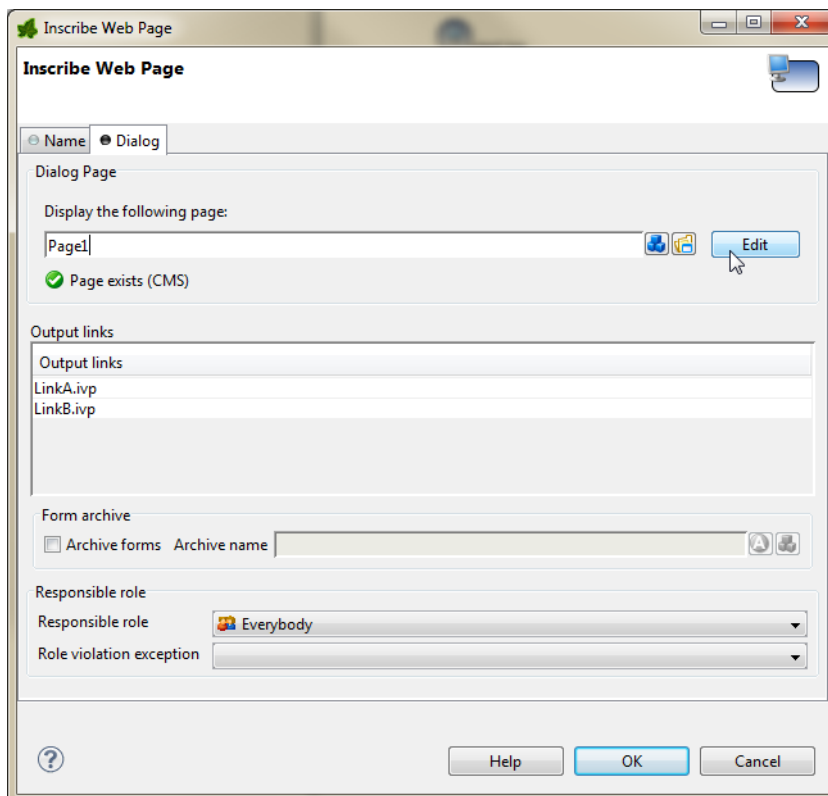 Inscribe Web Page
Inscribe Web Page
Name Dialog
Dialog Page
Display the following page:
Page1 Edit
Page exists (CMS)
Output links
Output links
LinkA.ivp
LinkB.ivp
Form archive
Archive forms Archive name A
Responsible role
Responsible role Everybody
Role violation exception
? Help OK Cancel